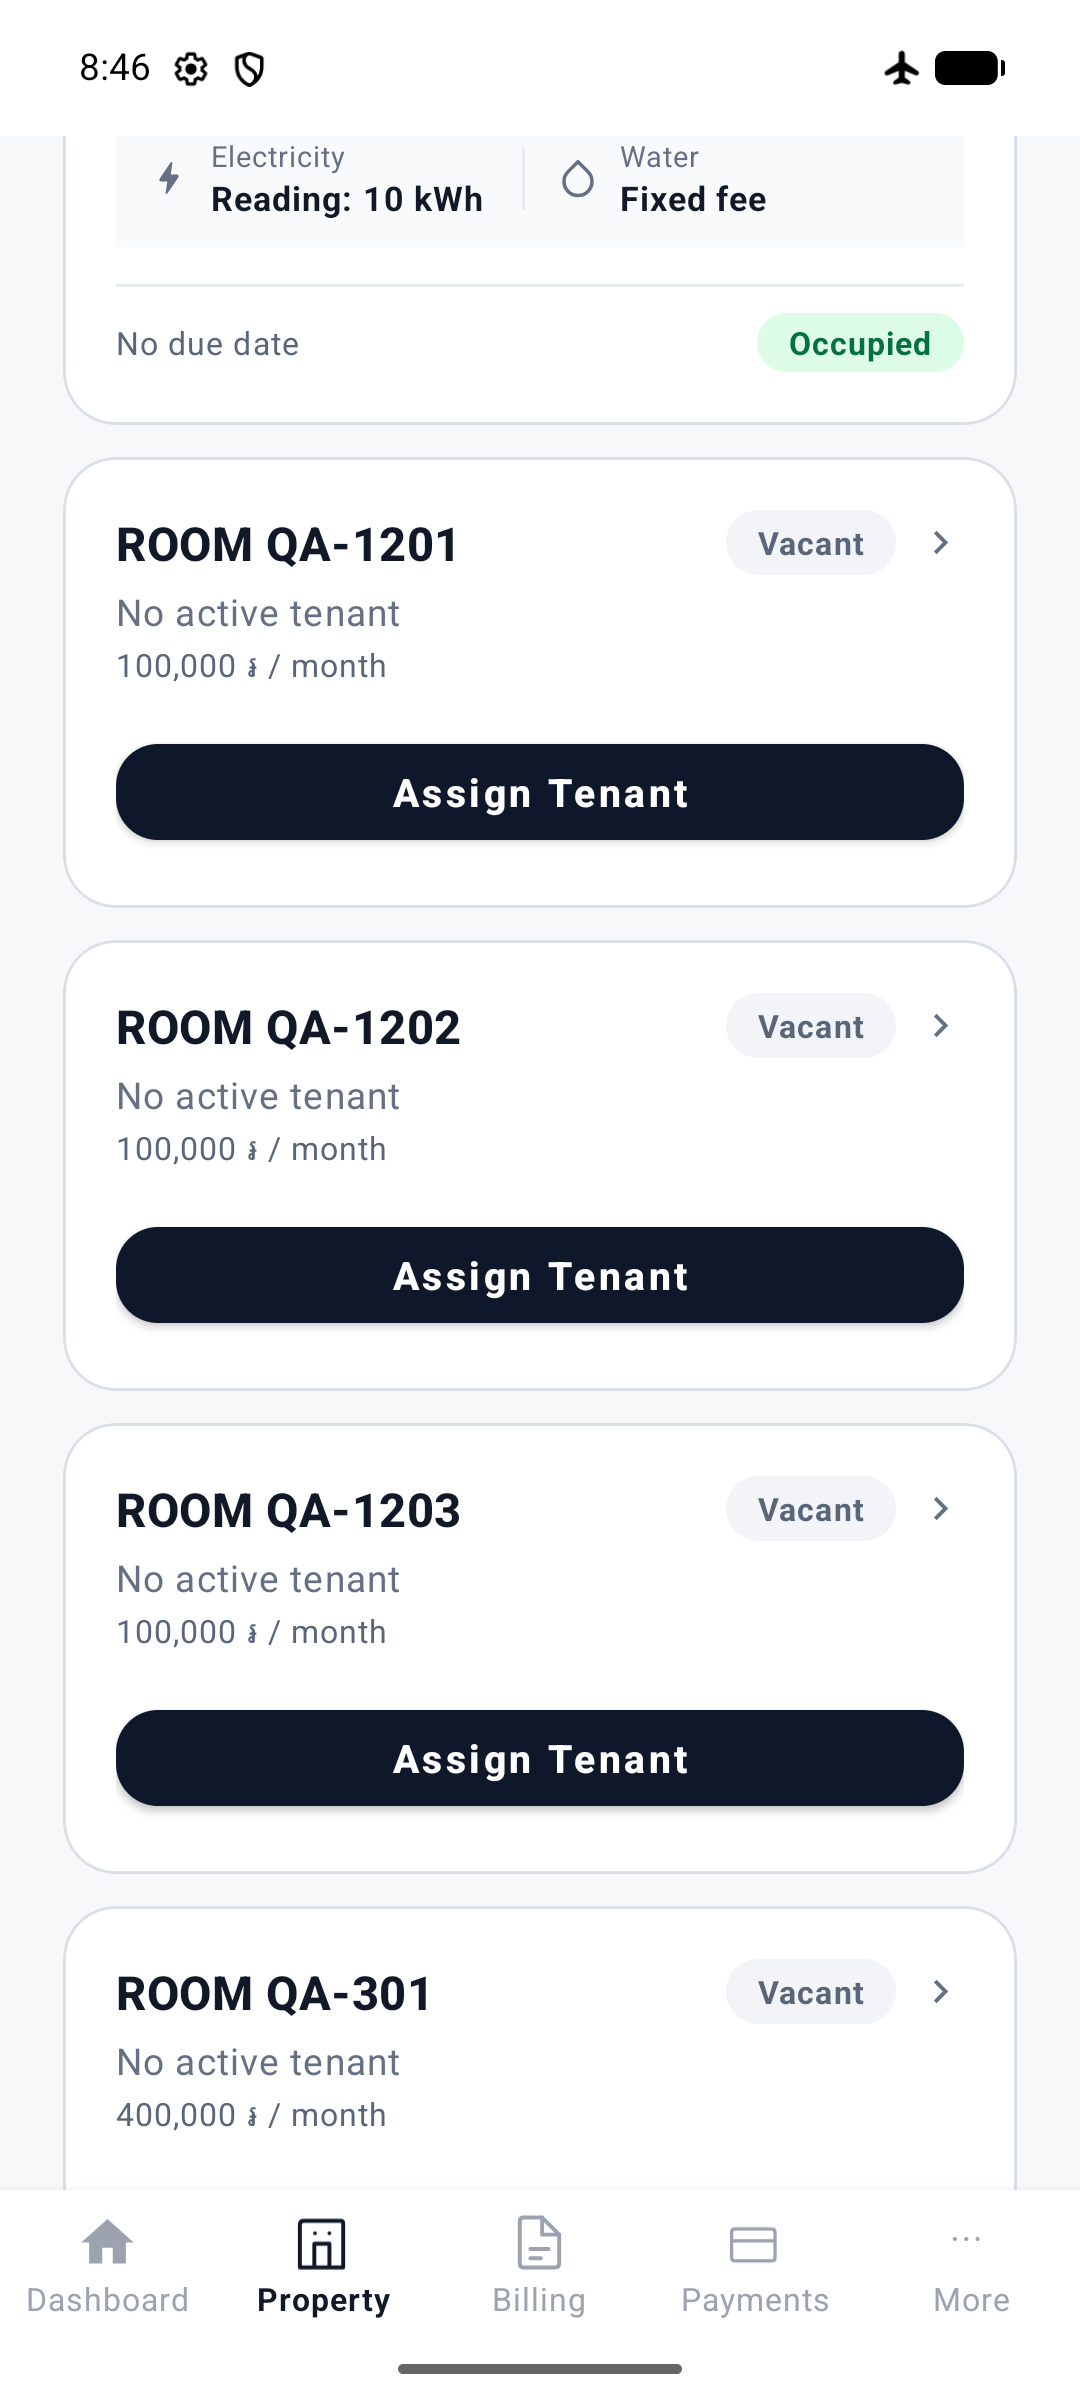 8:46
Electricity
Reading: 10 kWh
Water
Fixed fee
No due date
Occupied
ROOM QA-1201
Vacant
No active tenant
100,000 ៛ / month
Assign Tenant
ROOM QA-1202
Vacant
No active tenant
100,000 ៛ / month
Assign Tenant
ROOM QA-1203
Vacant
No active tenant
100,000 ៛ / month
Assign Tenant
ROOM QA-301
Vacant
No active tenant
400,000 ៛ / month
Dashboard
Property
Billing
Payments
More